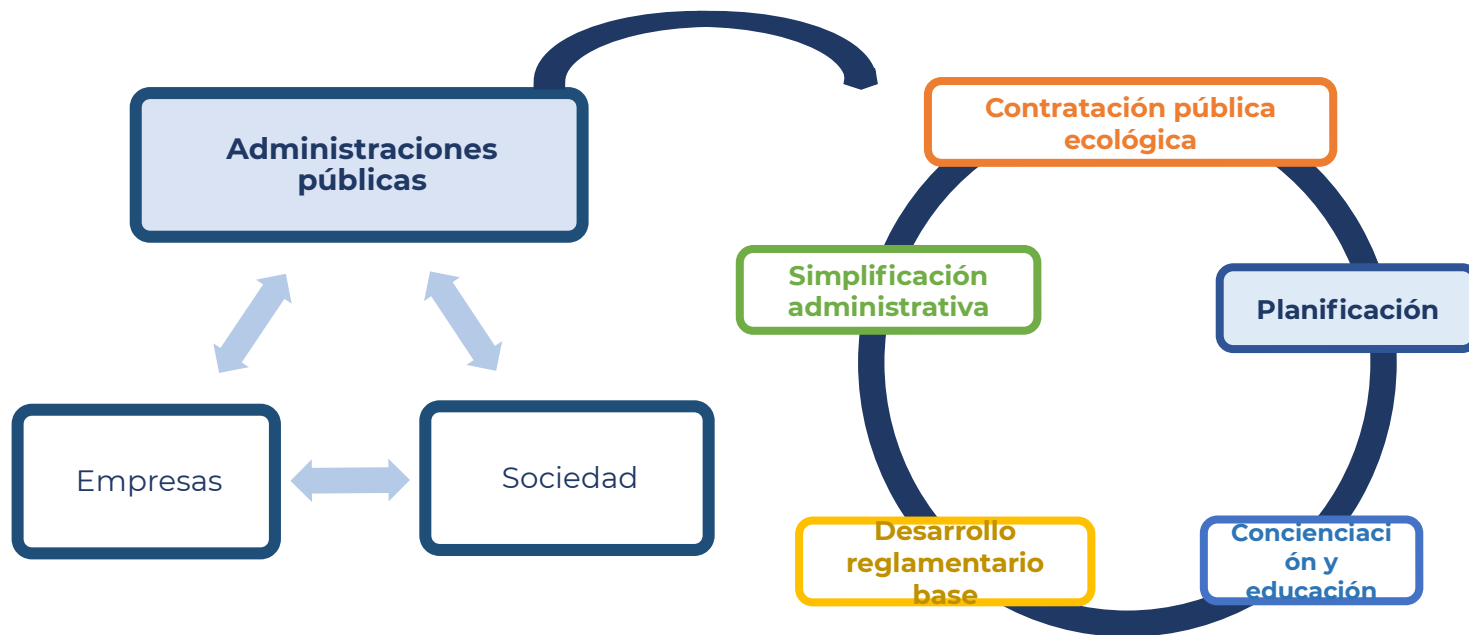 Administraciones
públicas
Empresas
Sociedad
Contratación pública
ecológica
Simplificación
administrativa
Planificación
Desarrollo
reglamentario
base
Concienciaci
ón y
educación